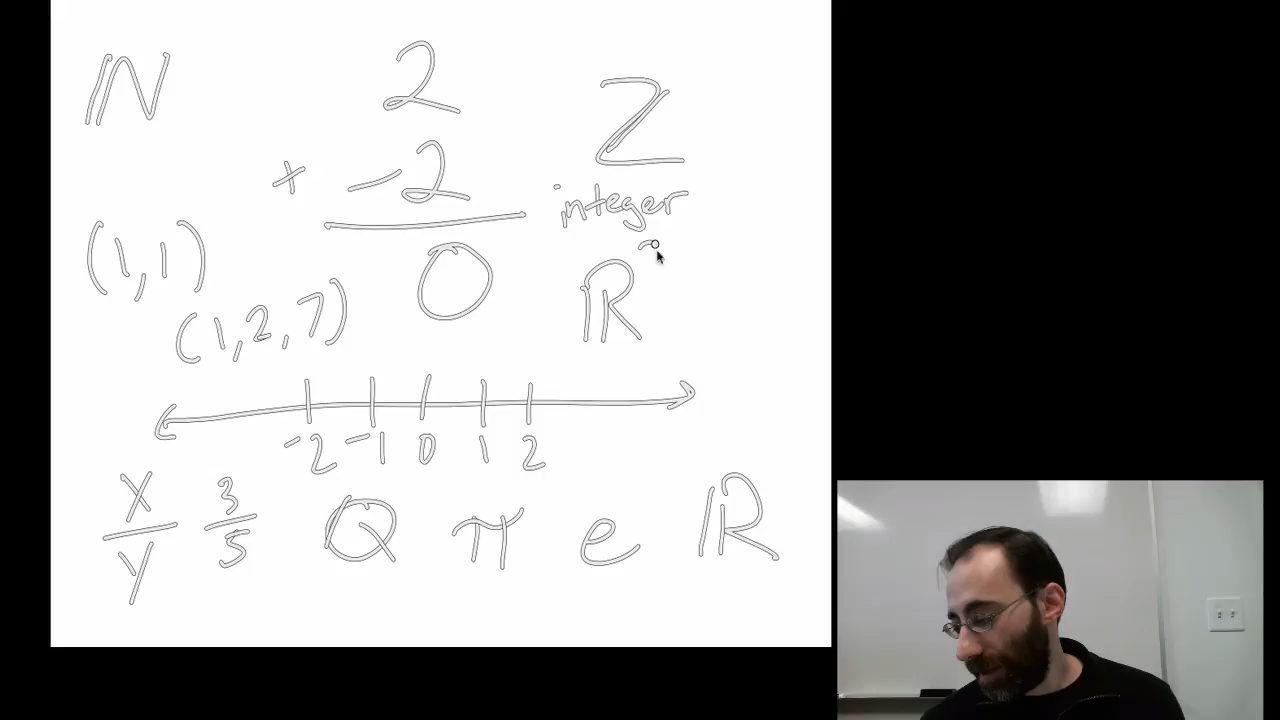 N
2
+ -2
0
Z
integer
R
(1,1)
(1,2,7)
-2 -1 0 1 2
x/y 3/5 Q π e R